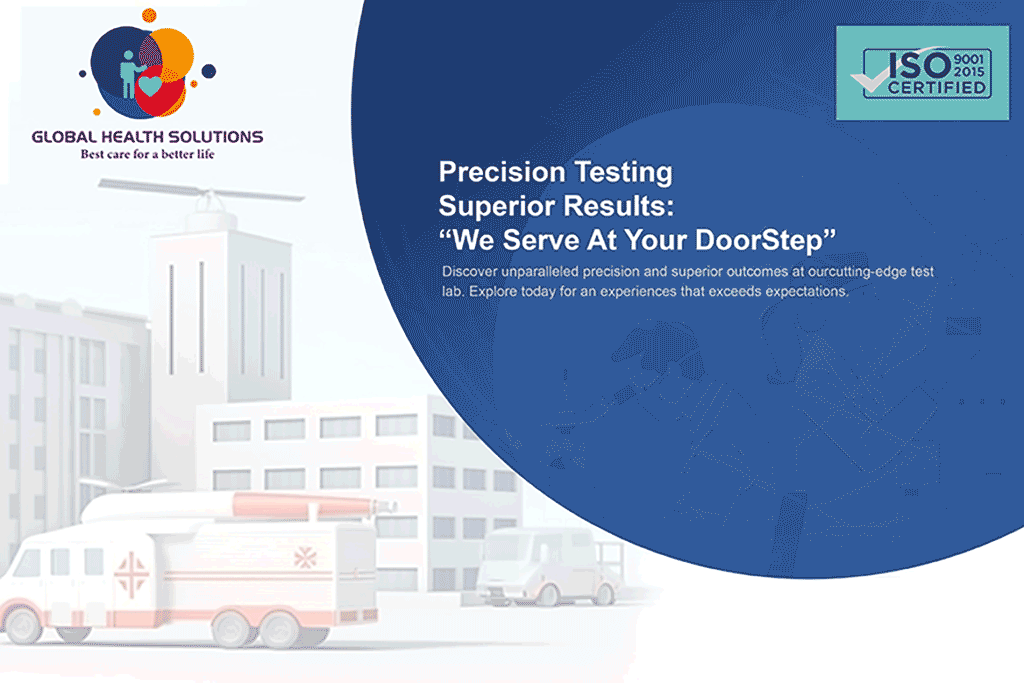 GLOBAL HEALTH SOLUTIONS
Best care for a better life
ISO 9001 2015
CERTIFIED
Precision Testing
Superior Results:
“We Serve At Your DoorStep”
Discover unparalleled precision and superior outcomes at ourcutting-edge test
lab. Explore today for an experiences that exceeds expectations.